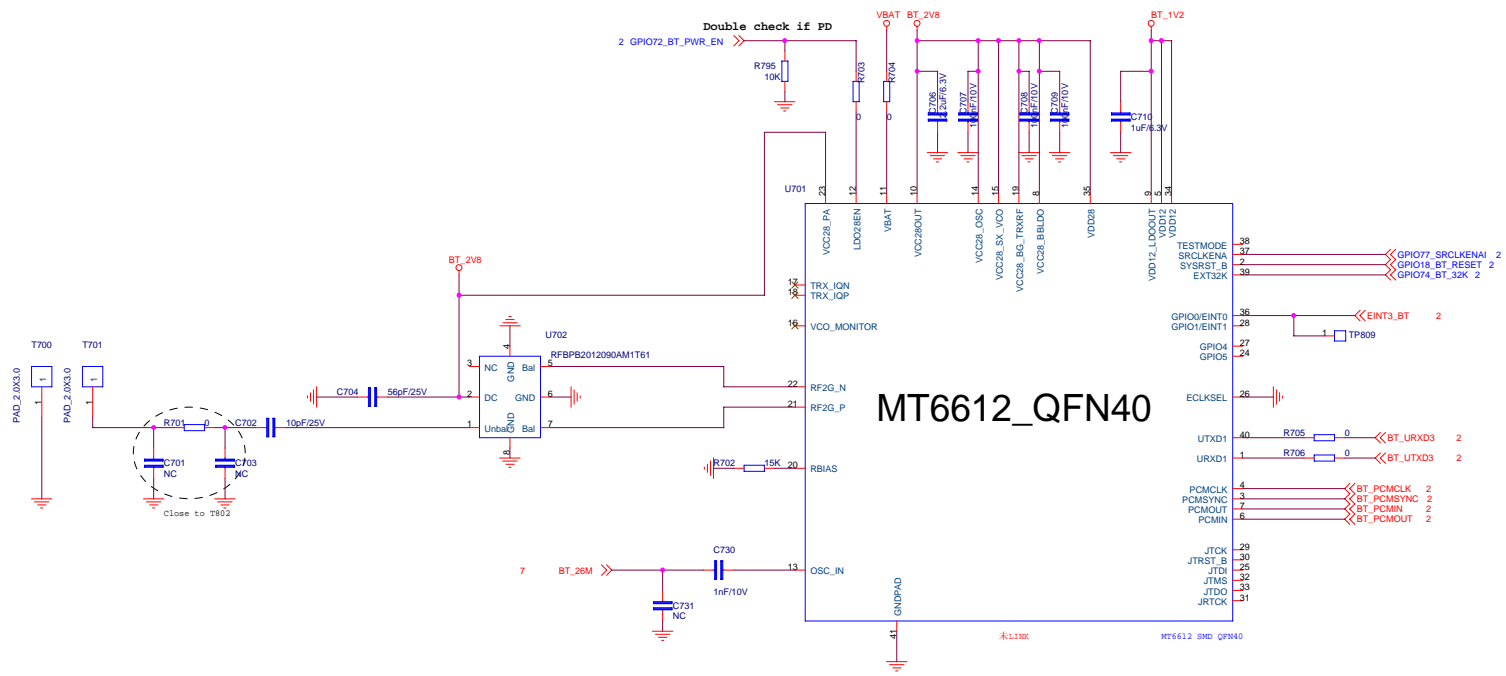 Double check if PD
VBAT BT_2V8
BT_1V2
2 GPIO72_BT_PWR_EN
R795
10K
R703
0
R704
0
C706
2.2uF/6.3V
C707
100nF/10V
C708
100nF/10V
C709
100nF/10V
C710
1uF/6.3V
U701
23
12
11
10
14
15
19
8
35
9
5
34
VCC28_PA
LDO28EN
VBAT
VCC28OUT
VCC28_OSC
VCC28_SX_VCO
VCC28_BG_TRXRF
VCC28_BBLDO
VDD28
VDD12_LDOOUT
VDD12
VDD12
TESTMODE 38
SRCLKENA 37 GPIO77_SRCLKENAI 2
SYSRST_B 2 GPIO18_BT_RESET 2
EXT32K 39 GPIO74_BT_32K 2
BT_2V8
17 TRX_IQN
18 TRX_IQP
16 VCO_MONITOR
GPIO0/EINT0 36 EINT3_BT 2
GPIO1/EINT1 28
1 TP809
GPIO4 27
GPIO5 24
U702
RFBPB2012090AM1T61
4
GND
3 NC Bal 5
2 DC GND 6
1 Unbal GND Bal 7
8
T700
1
1
PAD_2.0X3.0
T701
1
1
PAD_2.0X3.0
C704 56pF/25V
22 RF2G_N
21 RF2G_P
MT6612_QFN40
ECLKSEL 26
R701 0 C702 10pF/25V
C701
NC
C703
NC
Close to T802
UTXD1 40 R705 0 BT_URXD3 2
URXD1 1 R706 0 BT_UTXD3 2
R702 15K 20 RBIAS
PCMCLK 4 BT_PCMCLK 2
PCMSYNC 3 BT_PCMSYNC 2
PCMOUT 7 BT_PCMIN 2
PCMIN 6 BT_PCMOUT 2
C730
7 BT_26M
1nF/10V
13 OSC_IN
C731
NC
JTCK 29
JTRST_B 30
JTDI 25
JTMS 32
JTDO 33
JRTCK 31
GNDPAD
41
未LINK
MT6612 SMD QFN40